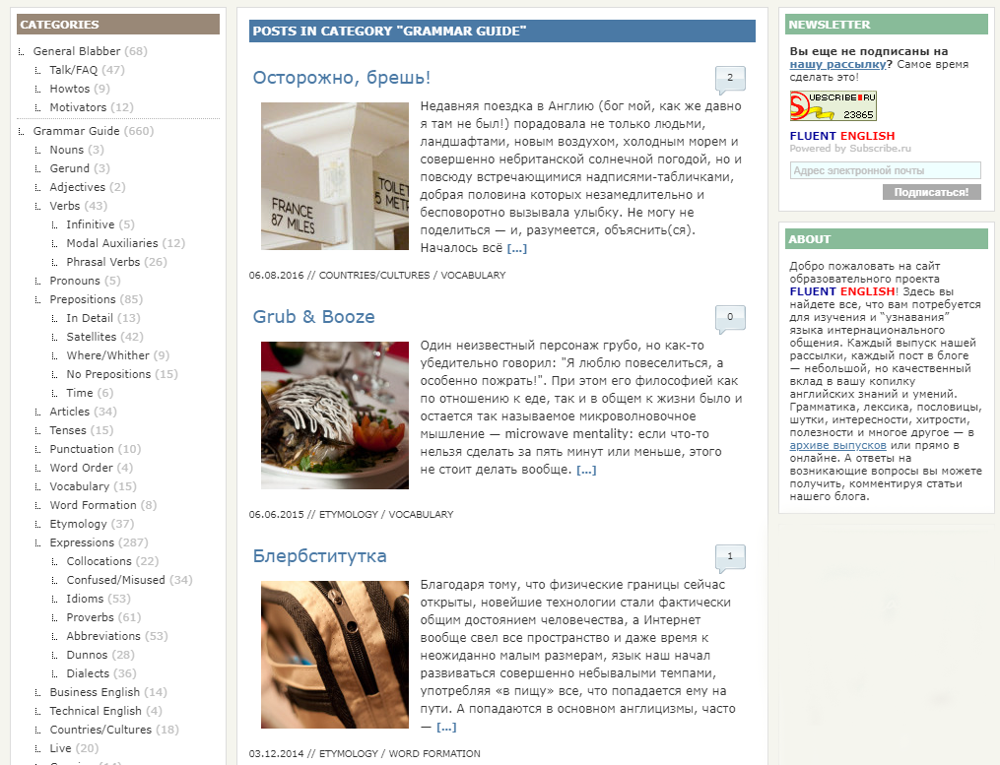 CATEGORIES
General Blabber (68)
Talk/FAQ (47)
Howtos (9)
Motivators (12)
Grammar Guide (660)
Nouns (3)
Gerund (3)
Adjectives (2)
Verbs (43)
Infinitive (5)
Modal Auxiliaries (12)
Phrasal Verbs (26)
Pronouns (5)
Prepositions (85)
In Detail (13)
Satellites (42)
Where/Whither (9)
No Prepositions (15)
Time (6)
Articles (34)
Tenses (15)
Punctuation (10)
Word Order (4)
Vocabulary (15)
Word Formation (8)
Etymology (37)
Expressions (287)
Collocations (22)
Confused/Misused (34)
Idioms (53)
Proverbs (61)
Abbreviations (53)
Dunnos (28)
Dialects (36)
Business English (14)
Technical English (4)
Countries/Cultures (18)
Live (20)
POSTS IN CATEGORY "GRAMMAR GUIDE"
Осторожно, брешь!
2
FRANCE
87 MILES
TOILE
5 METR
Недавняя поездка в Англию (бог мой, как же давно
я там не был!) порадовала не только людьми,
ландшафтами, новым воздухом, холодным морем и
совершенно небританской солнечной погодой, но и
повсюду встречающимися надписями-табличками,
добрая половина которых незамедлительно и
бесповоротно вызывала улыбку. Не могу не
поделиться — и, разумеется, объяснить(ся).
Началось всё [...]
06.08.2016 // COUNTRIES/CULTURES / VOCABULARY
Grub & Booze
0
Один неизвестный персонаж грубо, но как-то
убедительно говорил: "Я люблю повеселиться, а
особенно пожрать!". При этом его философией как
по отношению к еде, так и в общем к жизни было и
остается так называемое микроволновочное
мышление — microwave mentality: если что-то
нельзя сделать за пять минут или меньше, этого
не стоит делать вообще. [...]
06.06.2015 // ETYMOLOGY / VOCABULARY
Блербститутка
1
Благодаря тому, что физические границы сейчас
открыты, новейшие технологии стали фактически
общим достоянием человечества, а Интернет
вообще свел все пространство и даже время к
неожиданно малым размерам, язык наш начал
развиваться совершенно небывалыми темпами,
употребляя «в пищу» все, что попадается ему на
пути. А попадаются в основном англицизмы, часто
— [...]
03.12.2014 // ETYMOLOGY / WORD FORMATION
NEWSLETTER
Вы еще не подписаны на
нашу рассылку? Самое время
сделать это!
SUBSCRIBE.RU
23865
FLUENT ENGLISH
Powered by Subscribe.ru
Адрес электронной почты
Подписаться!
ABOUT
Добро пожаловать на сайт
образовательного проекта
FLUENT ENGLISH! Здесь вы
найдете все, что вам потребуется
для изучения и “узнавания”
языка интернационального
общения. Каждый выпуск нашей
рассылки, каждый пост в блоге
— небольшой, но качественный
вклад в вашу копилку
английских знаний и умений.
Грамматика, лексика, пословицы,
шутки, интересности, хитрости,
полезности и многое другое — в
архиве выпусков или прямо в
онлайне. А ответы на
возникающие вопросы вы можете
получить, комментируя статьи
нашего блога.